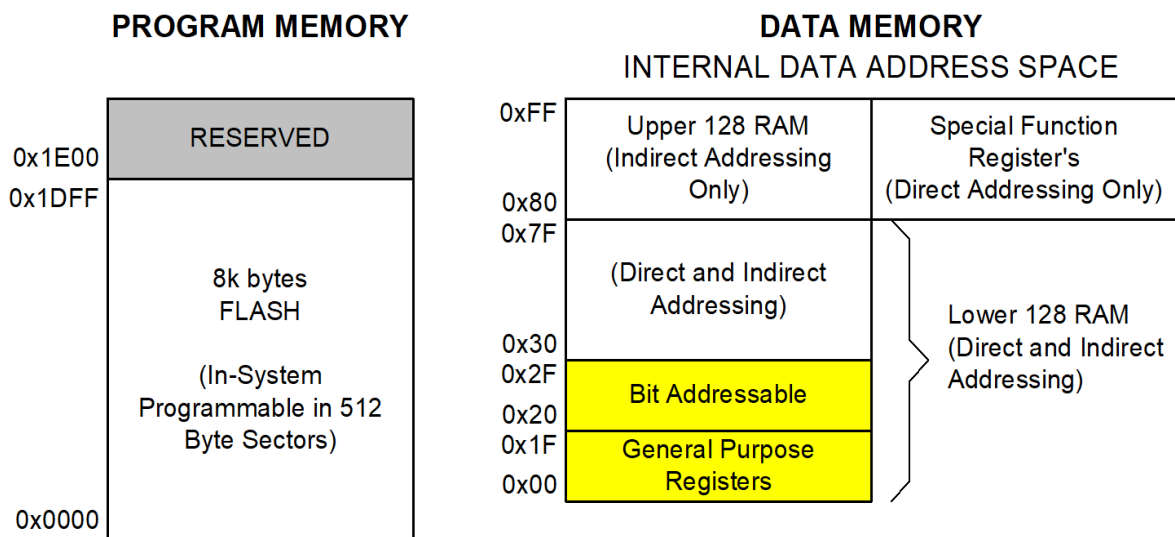 PROGRAM MEMORY
RESERVED
0x1E00
0x1DFF
8k bytes
FLASH
(In-System
Programmable in 512
Byte Sectors)
0x0000
DATA MEMORY
INTERNAL DATA ADDRESS SPACE
0xFF
Upper 128 RAM
(Indirect Addressing
Only)
0x80
Special Function
Register's
(Direct Addressing Only)
0x7F
(Direct and Indirect
Addressing)
0x30
0x2F
Bit Addressable
0x20
0x1F
General Purpose
Registers
0x00
Lower 128 RAM
(Direct and Indirect
Addressing)